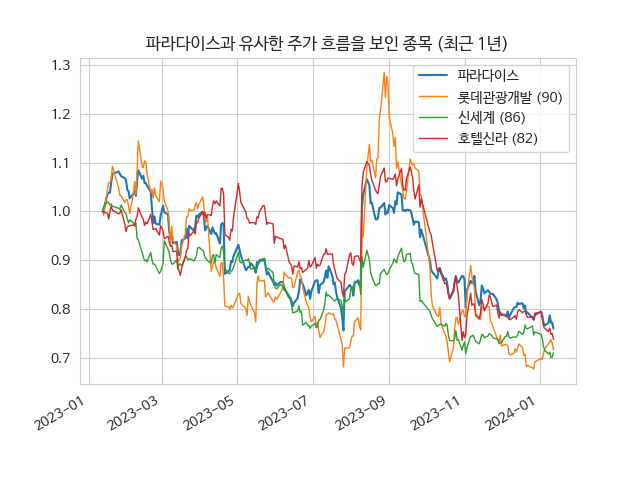 파라다이스과 유사한 주가 흐름을 보인 종목 (최근 1년)
파라다이스
롯데관광개발 (90)
신세계 (86)
호텔신라 (82)
1.3
1.2
1.1
1.0
0.9
0.8
0.7
2023-01
2023-03
2023-05
2023-07
2023-09
2023-11
2024-01